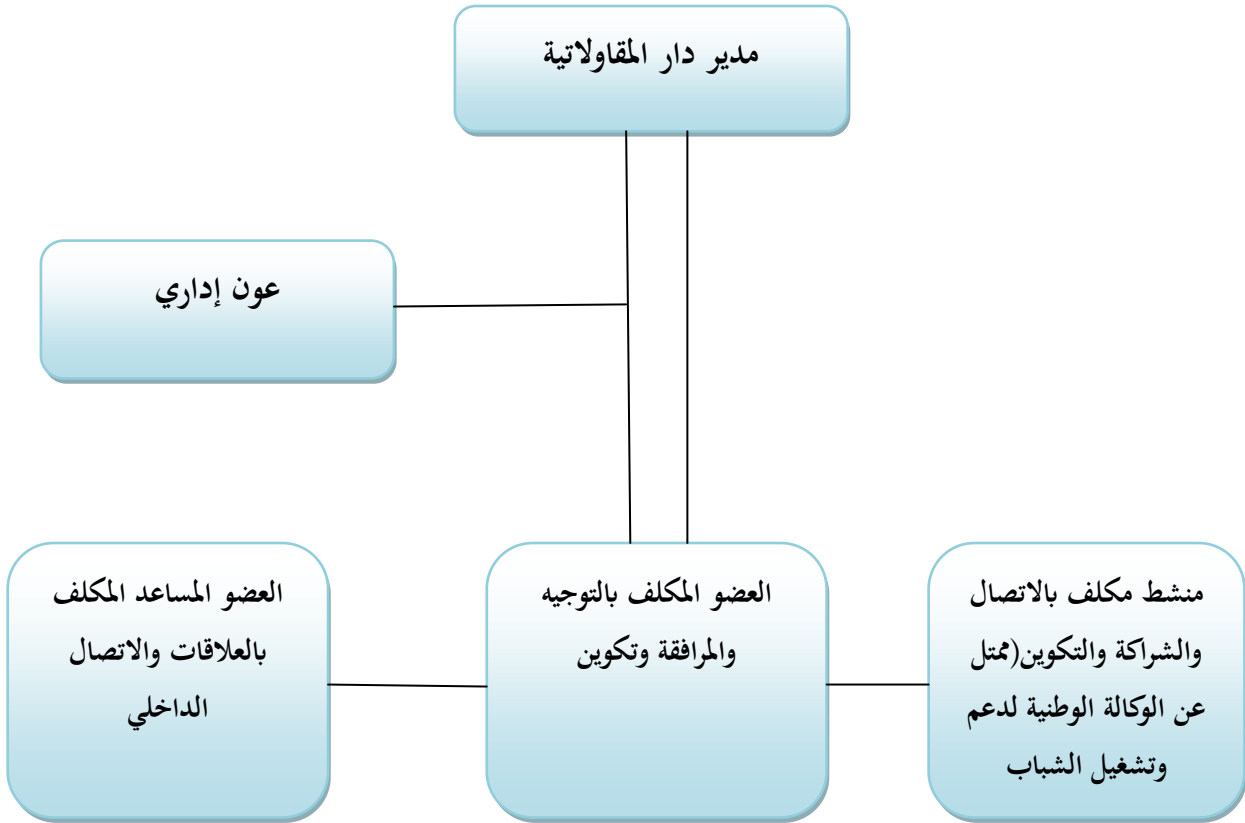 مدير دار المقاولاتية
عون إداري
منشط مكلف بالاتصال
والشراكة والتكوين(ممثل
عن الوكالة الوطنية لدعم
وتشغيل الشباب
العضو المكلف بالتوجيه
والمرافقة وتكوين
العضو المساعد المكلف
بالعلاقات والاتصال
الداخلي